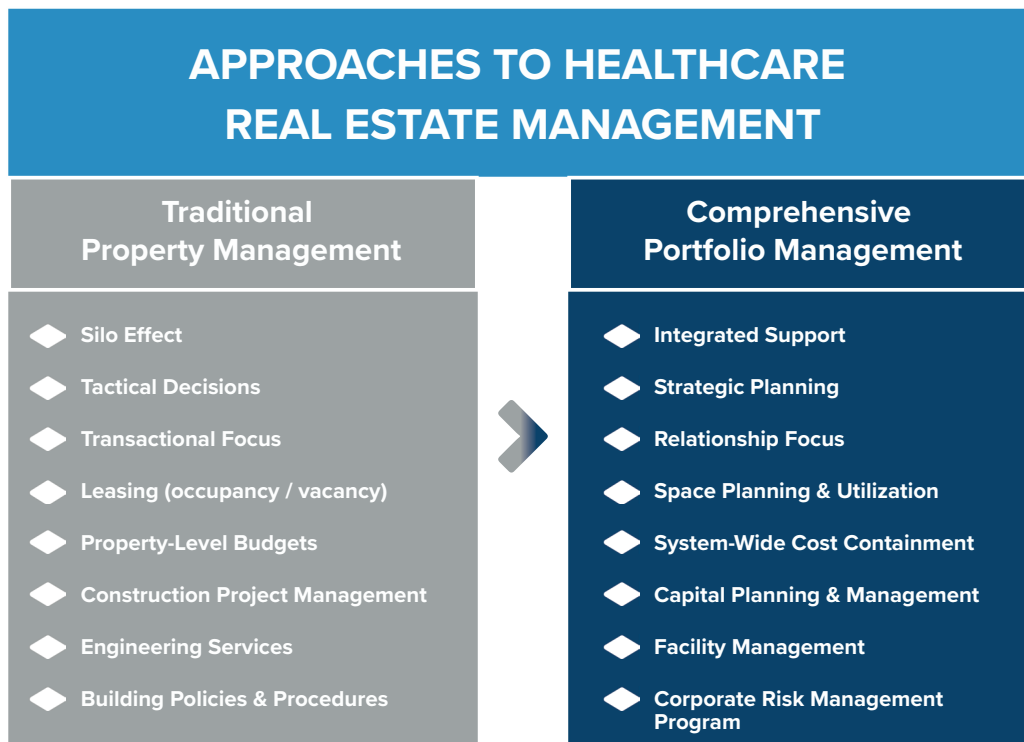 APPROACHES TO HEALTHCARE
REAL ESTATE MANAGEMENT
Traditional
Property Management
Silo Effect
Tactical Decisions
Transactional Focus
Leasing (occupancy / vacancy)
Property-Level Budgets
Construction Project Management
Engineering Services
Building Policies & Procedures
Comprehensive
Portfolio Management
Integrated Support
Strategic Planning
Relationship Focus
Space Planning & Utilization
System-Wide Cost Containment
Capital Planning & Management
Facility Management
Corporate Risk Management
Program